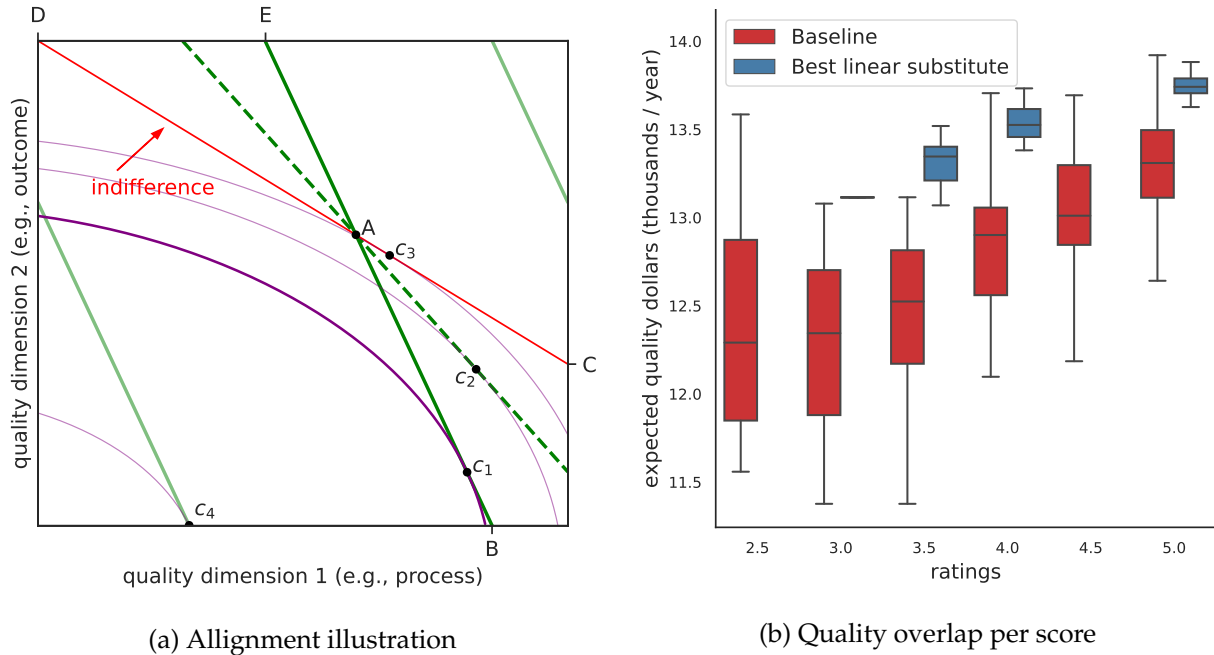 D
E
quality dimension 2 (e.g., outcome)
indifference
A
c3
C
c2
c1
c4
B
quality dimension 1 (e.g., process)
(a) Allignment illustration
expected quality dollars (thousands / year)
Baseline
Best linear substitute
14.0
13.5
13.0
12.5
12.0
11.5
2.5 3.0 3.5 4.0 4.5 5.0
ratings
(b) Quality overlap per score